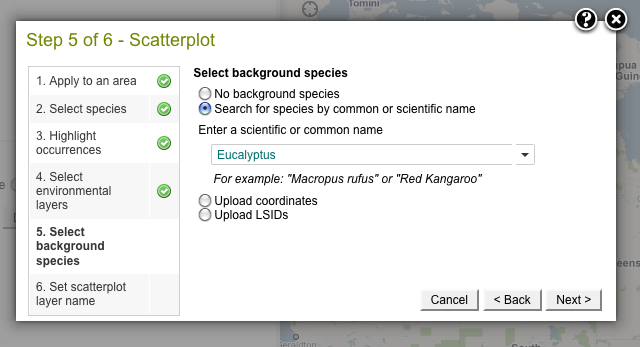 Tomini
?
Step 5 of 6 - Scatterplot
1. Apply to an area
2. Select species
3. Highlight
occurrences
4. Select
environmental
layers
5. Select
background
species
6. Set scatterplot
layer name
Select background species
No background species
Search for species by common or scientific name
Enter a scientific or common name
Eucalyptus
For example: "Macropus rufus" or "Red Kangaroo"
Upload coordinates
Upload LSIDs
Cancel
< Back
Next >